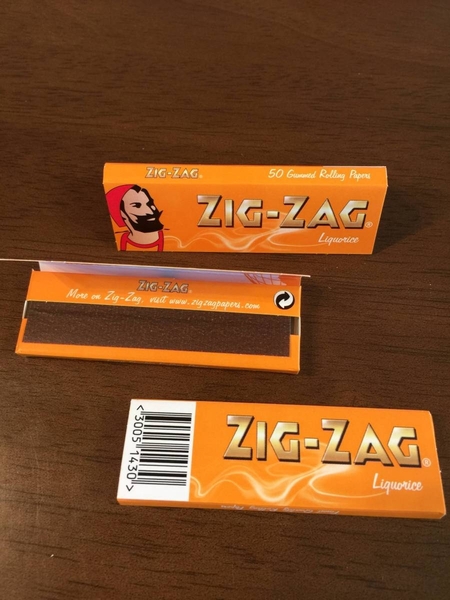 ZIG-ZAG® 50 Gummed Rolling Papers
ZIG-ZAG®
Liquorice
ZIG-ZAG®
More on Zig-Zag, visit www.zigzagpapers.com
<3005 1430>
ZIG-ZAG®
Liquorice